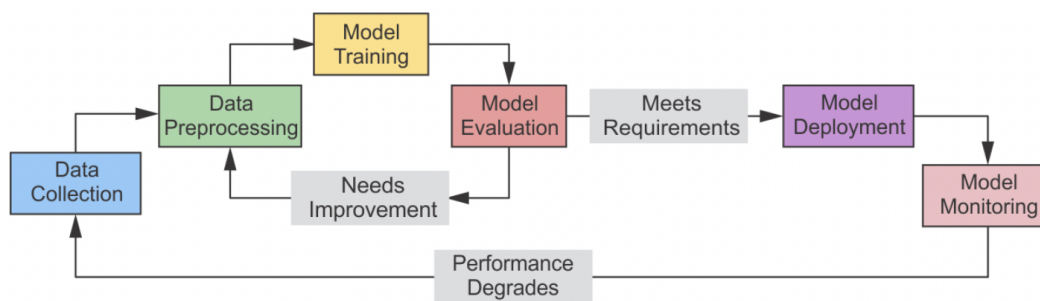 Data
Collection
Data
Preprocessing
Model
Training
Model
Evaluation
Needs
Improvement
Meets
Requirements
Model
Deployment
Model
Monitoring
Performance
Degrades